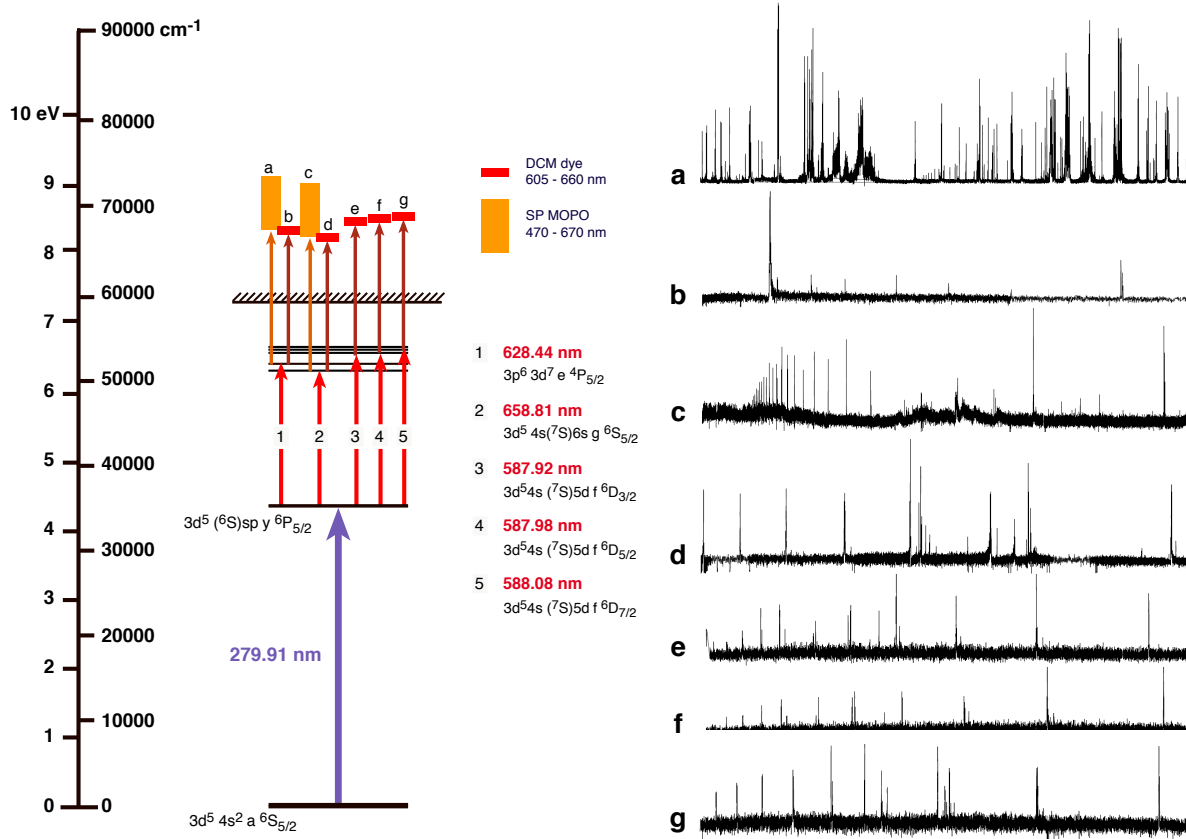 90000 cm⁻¹
10 eV
80000
9
70000
8
60000
7
50000
6
5
40000
4
30000
3
20000
2
10000
1
0
0
a
b
c
d
e
f
g
1
2
3
4
5
3d⁵ (⁶S)sp y ⁶P5/2
279.91 nm
3d⁵ 4s² a ⁶S5/2
DCM dye
605 - 660 nm
SP MOPO
470 - 670 nm
1 628.44 nm
3p⁶ 3d⁷ e ⁴P5/2
2 658.81 nm
3d⁵ 4s(⁷S)6s g ⁶S5/2
3 587.92 nm
3d⁵4s (⁷S)5d f ⁶D3/2
4 587.98 nm
3d⁵4s (⁷S)5d f ⁶D5/2
5 588.08 nm
3d⁵4s (⁷S)5d f ⁶D7/2
a
b
c
d
e
f
g